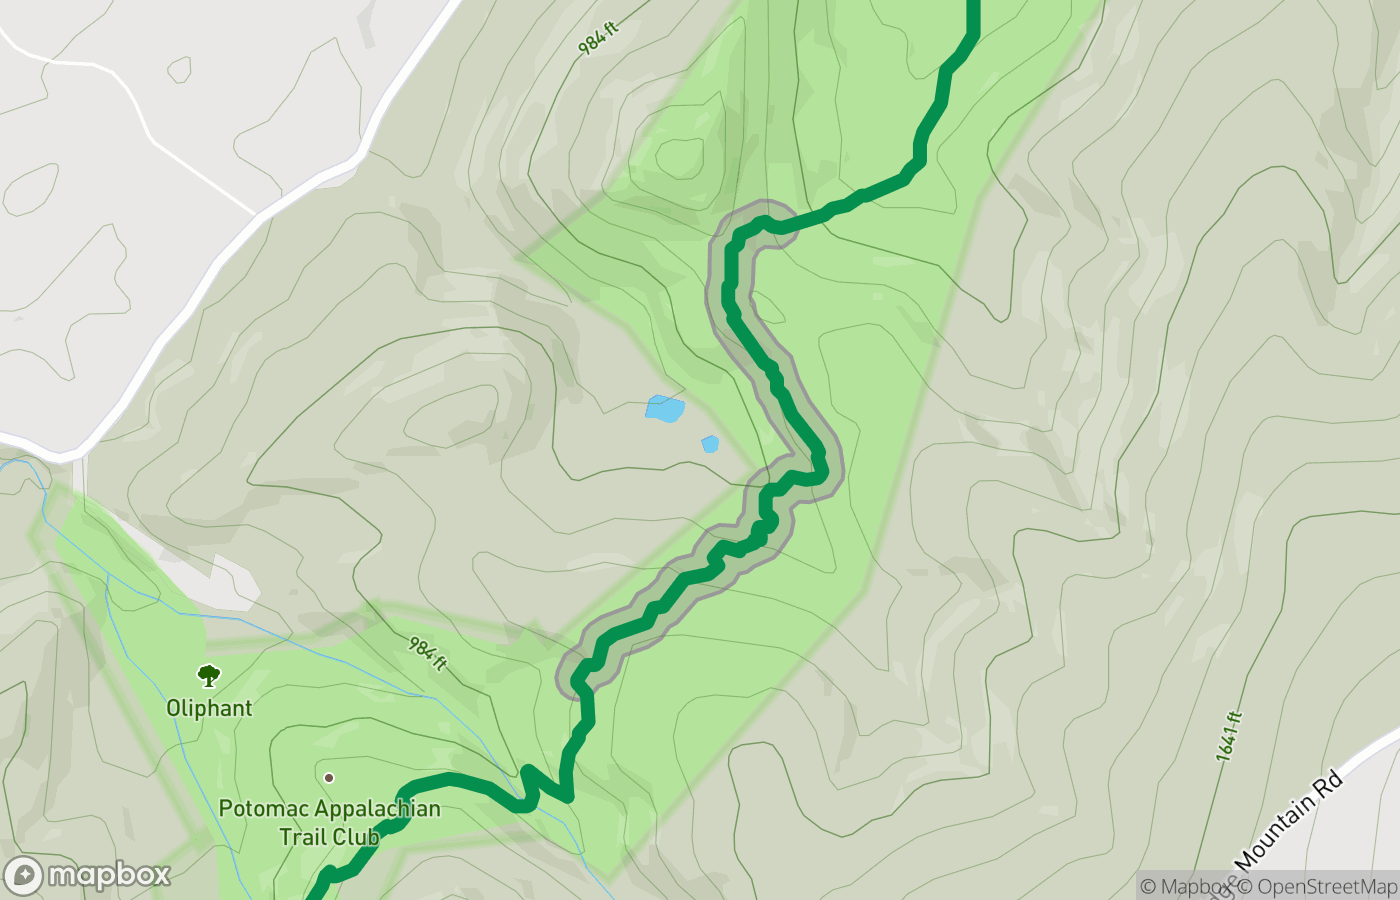 984 ft
984 ft
Oliphant
Potomac Appalachian
Trail Club
1641 ft
Mountain Rd
mapbox
© Mapbox © OpenStreetMap